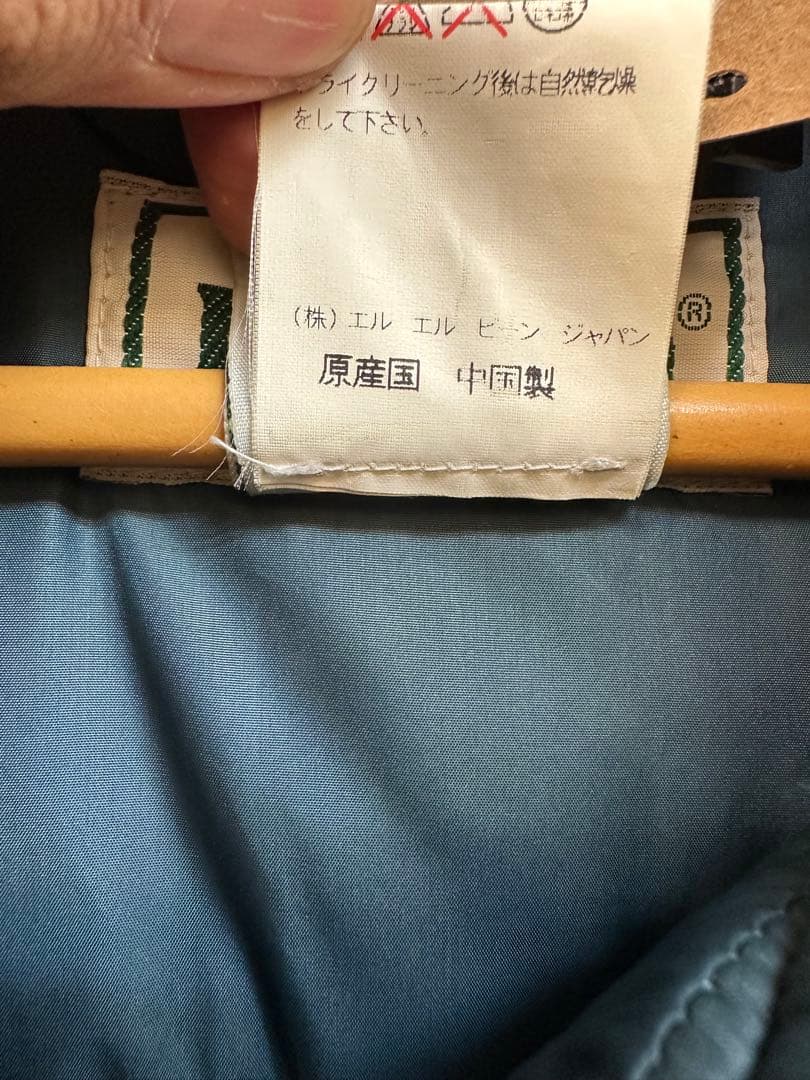 ドライクリーニング後は自然乾燥
をして下さい。
(株) エル エル ビーン ジャパン
®
原産国 中国製